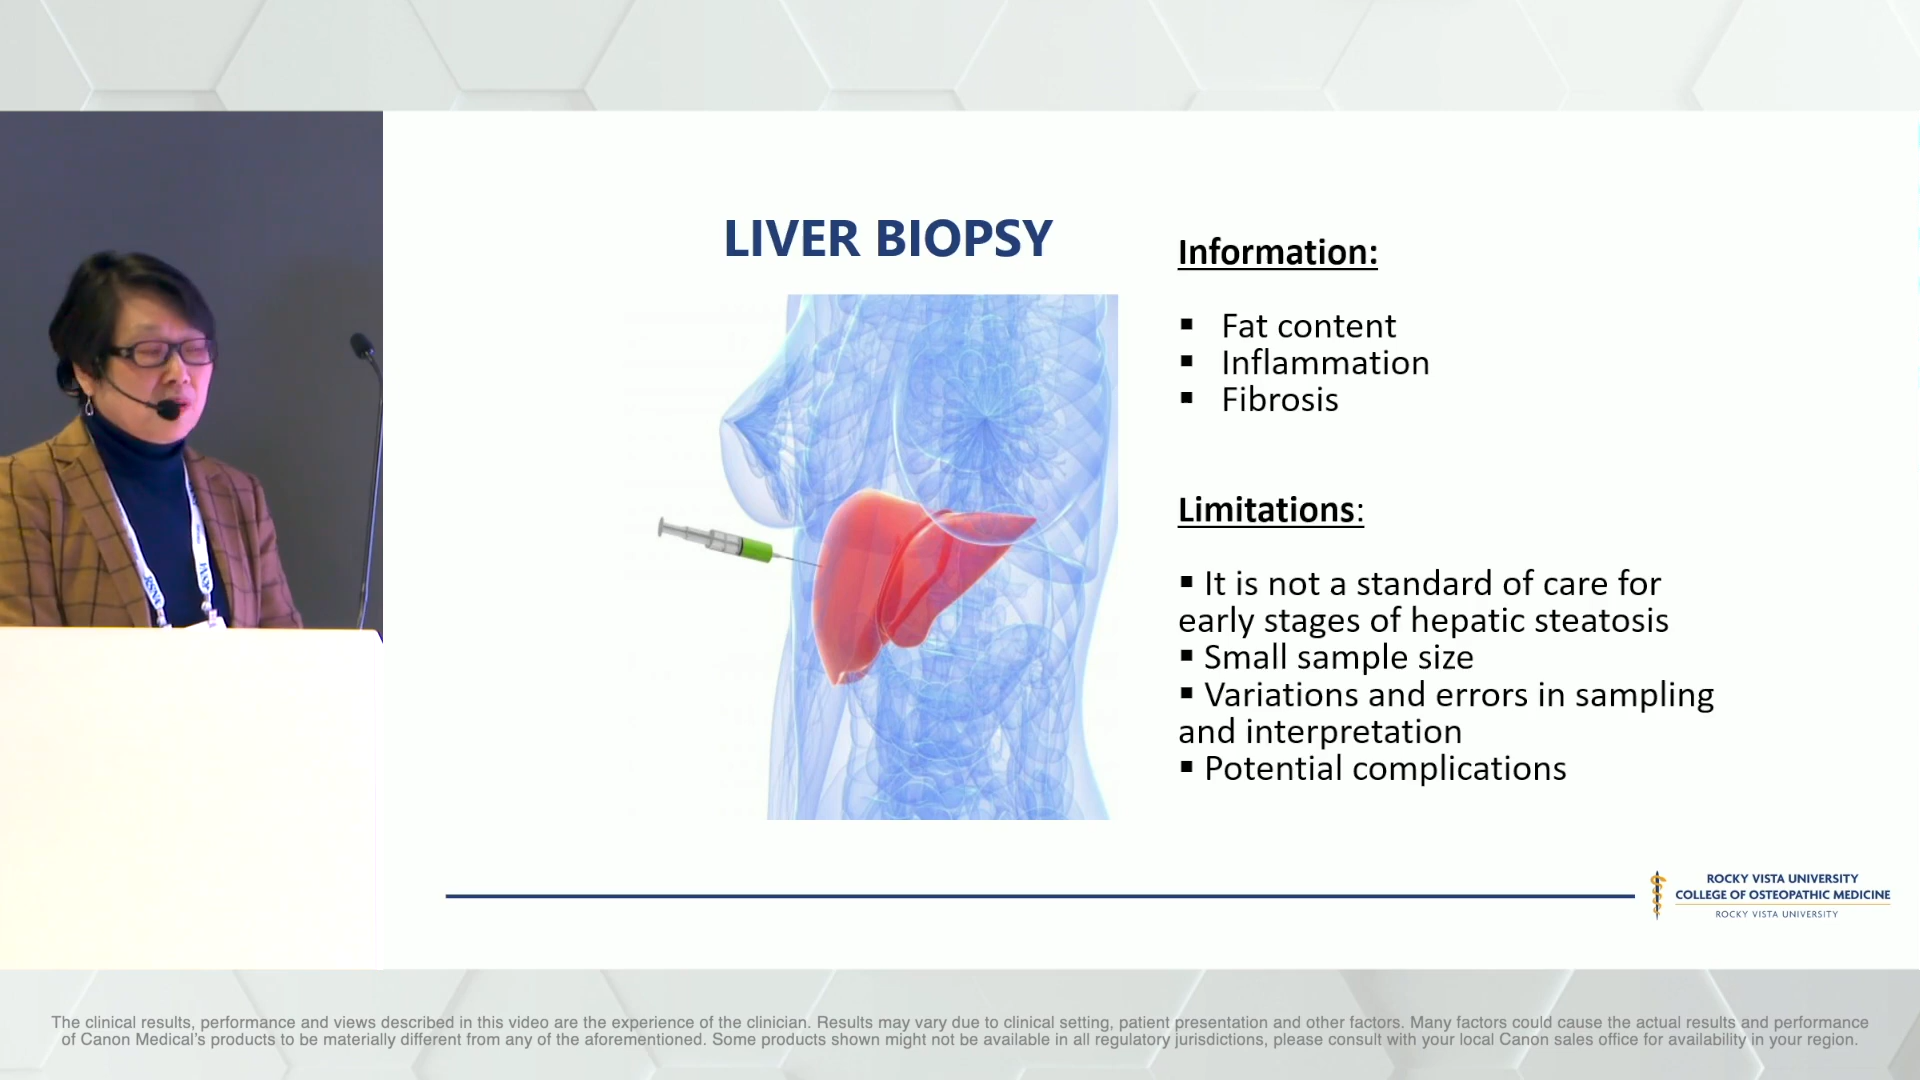 LIVER BIOPSY
Information:
▪ Fat content
▪ Inflammation
▪ Fibrosis
Limitations:
▪ It is not a standard of care for
early stages of hepatic steatosis
▪ Small sample size
▪ Variations and errors in sampling
and interpretation
▪ Potential complications
ROCKY VISTA UNIVERSITY
COLLEGE OF OSTEOPATHIC MEDICINE
ROCKY VISTA UNIVERSITY
RSNA
The clinical results, performance and views described in this video are the experience of the clinician. Results may vary due to clinical setting, patient presentation and other factors. Many factors could cause the actual results and performance
of Canon Medical's products to be materially different from any of the aforementioned. Some products shown might not be available in all regulatory jurisdictions, please consult with your local Canon sales office for availability in your region.